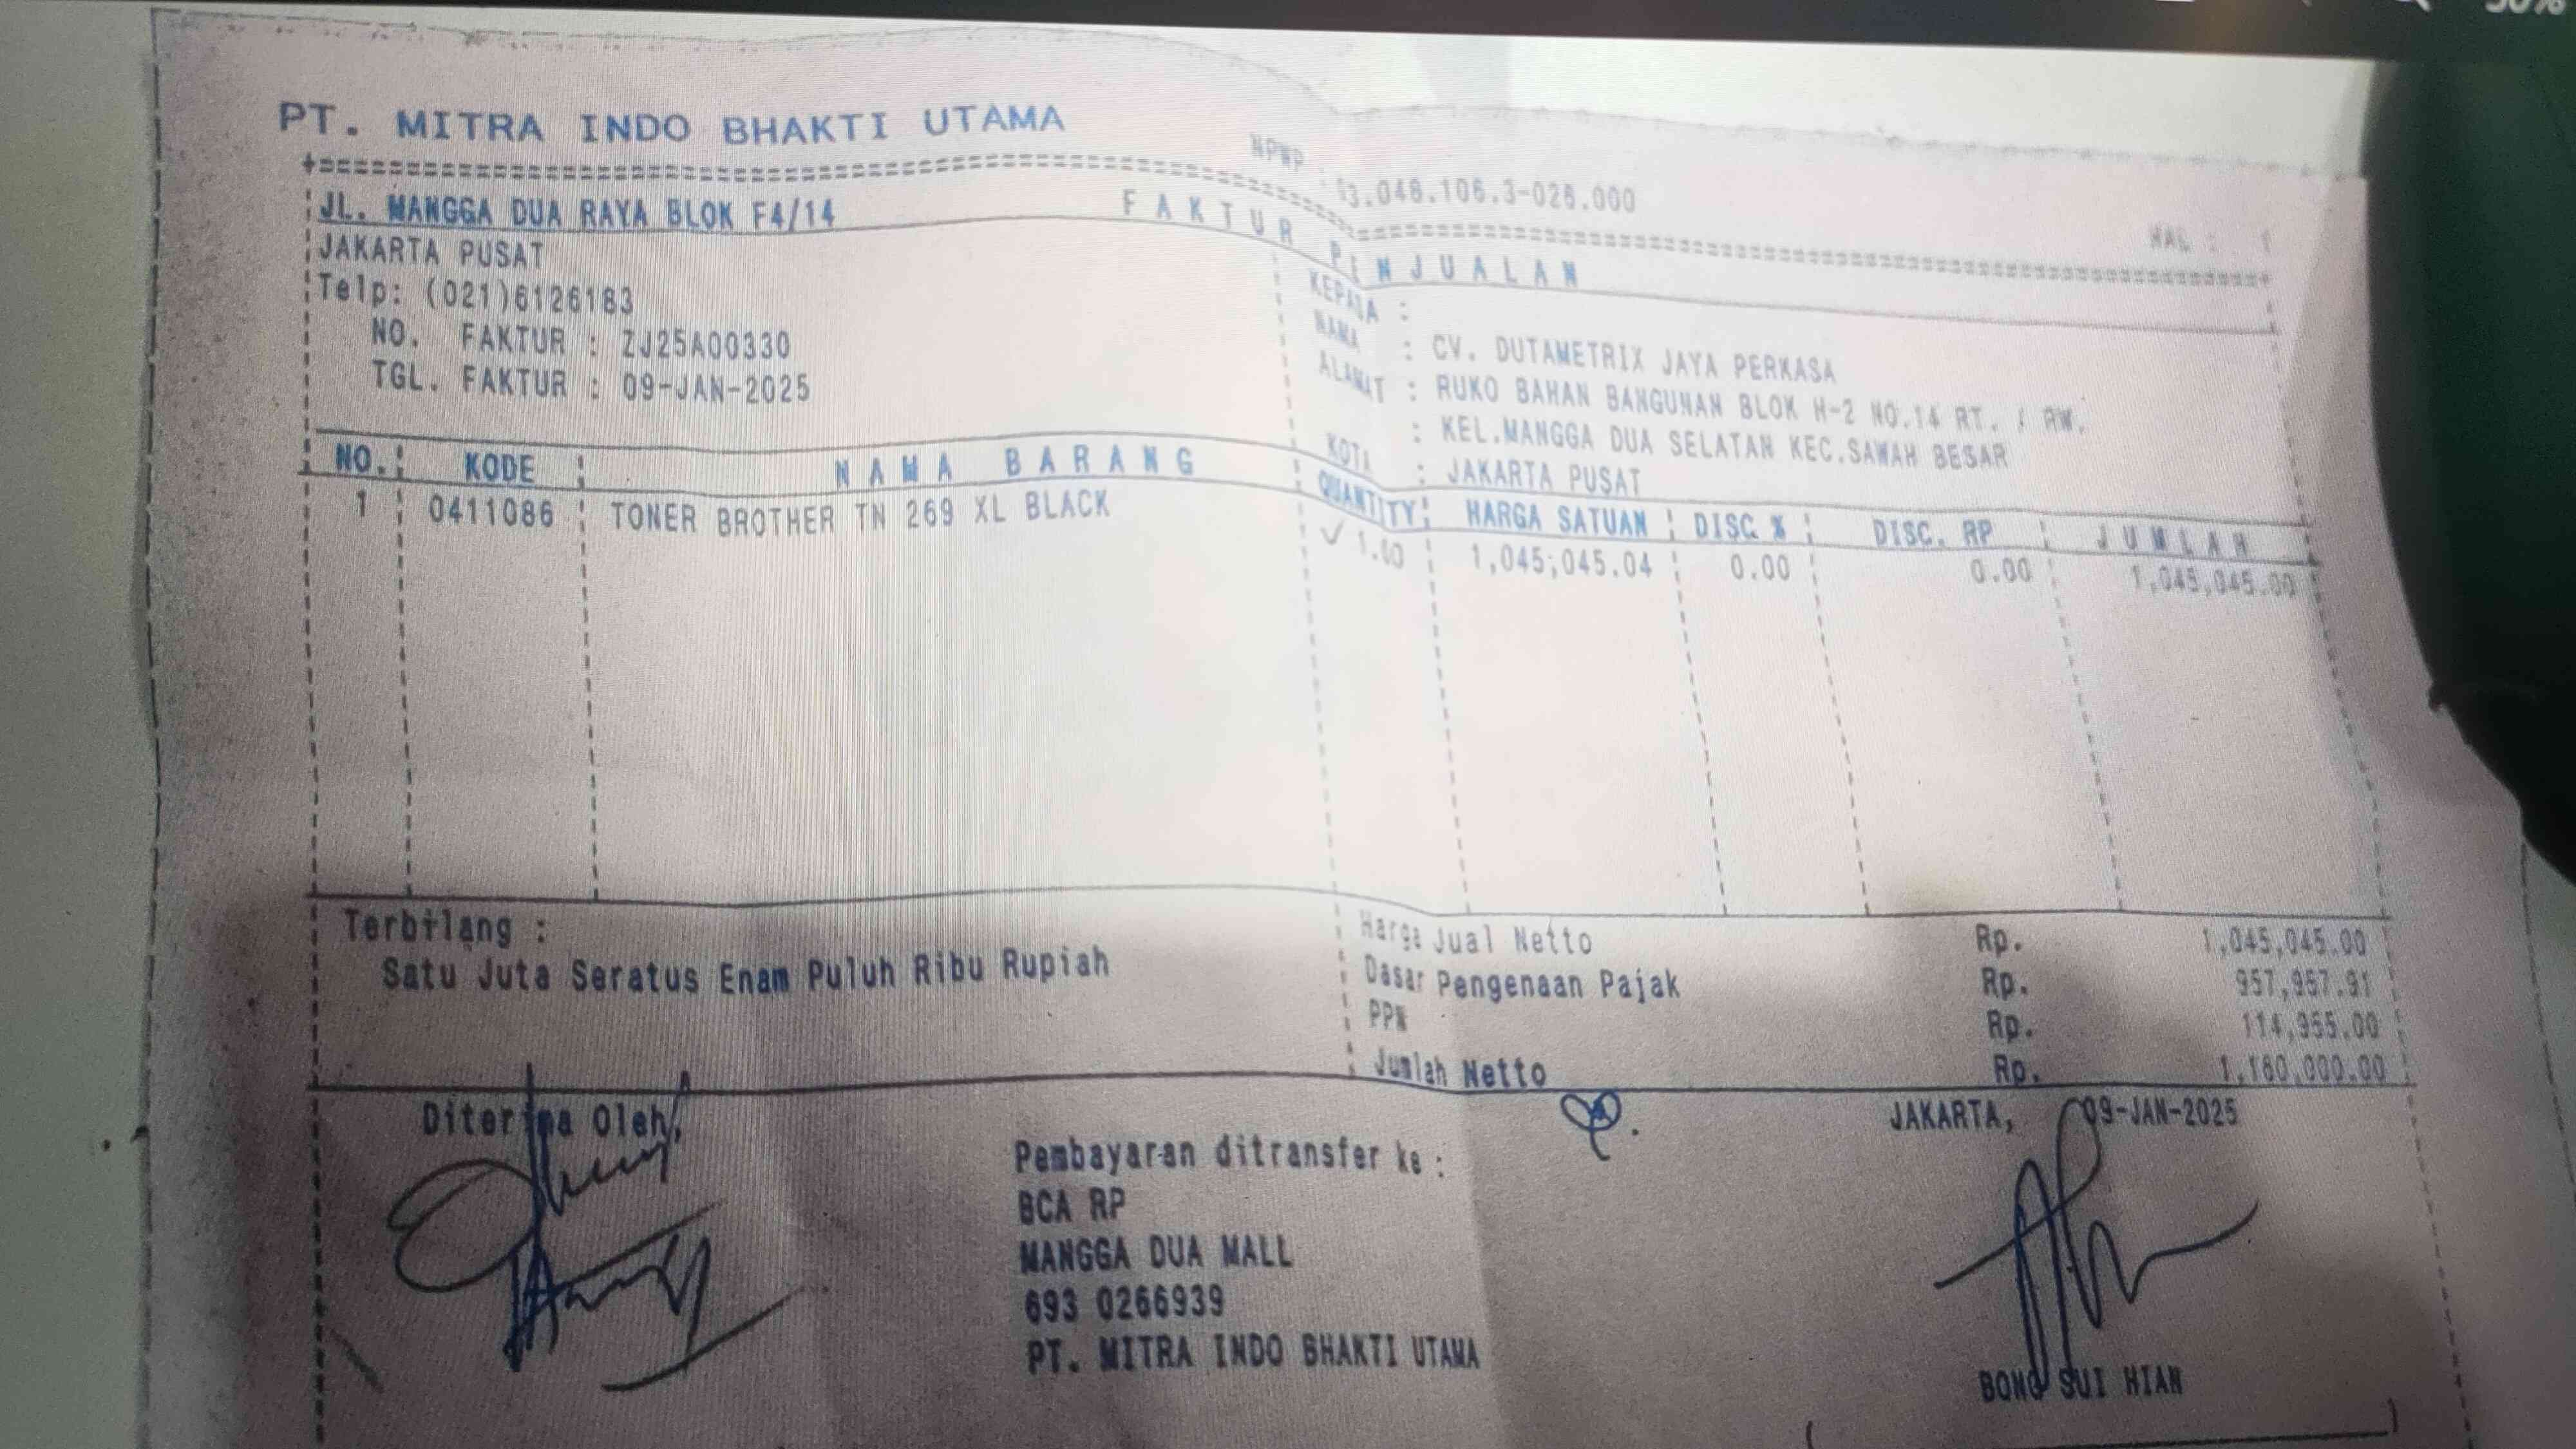 PT. MITRA INDO BHAKTI UTAMA
NPWP : 3.048.106.3-026.000
HAL : 1
JL. MANGGA DUA RAYA BLOK F4/14
FAKTUR PENJUALAN
JAKARTA PUSAT
Telp: (021)6126183
NO. FAKTUR : ZJ25A00330
TGL. FAKTUR : 09-JAN-2025
KEPADA :
NAMA : CV. DUTAMETRIX JAYA PERKASA
ALAMAT : RUKO BAHAN BANGUNAN BLOK H-2 NO.14 RT. / RW.
: KEL.MANGGA DUA SELATAN KEC.SAWAH BESAR
KOTA : JAKARTA PUSAT
NO. KODE NAMA BARANG QUANTITY HARGA SATUAN DISC. % DISC. RP JUMLAH
1 0411086 TONER BROTHER TN 269 XL BLACK 1.00 1,045,045.04 0.00 0.00 1,045,045.00
Terbilang :
Satu Juta Seratus Enam Puluh Ribu Rupiah
Harga Jual Netto Rp. 1,045,045.00
Dasar Pengenaan Pajak Rp. 957,957.91
PPN Rp. 114,955.00
Jumlah Netto Rp. 1,160,000.00
Diterima Oleh,
JAKARTA, 09-JAN-2025
Pembayaran ditransfer ke :
BCA RP
MANGGA DUA MALL
693 0266939
PT. MITRA INDO BHAKTI UTAMA
BONG SUI HIAN